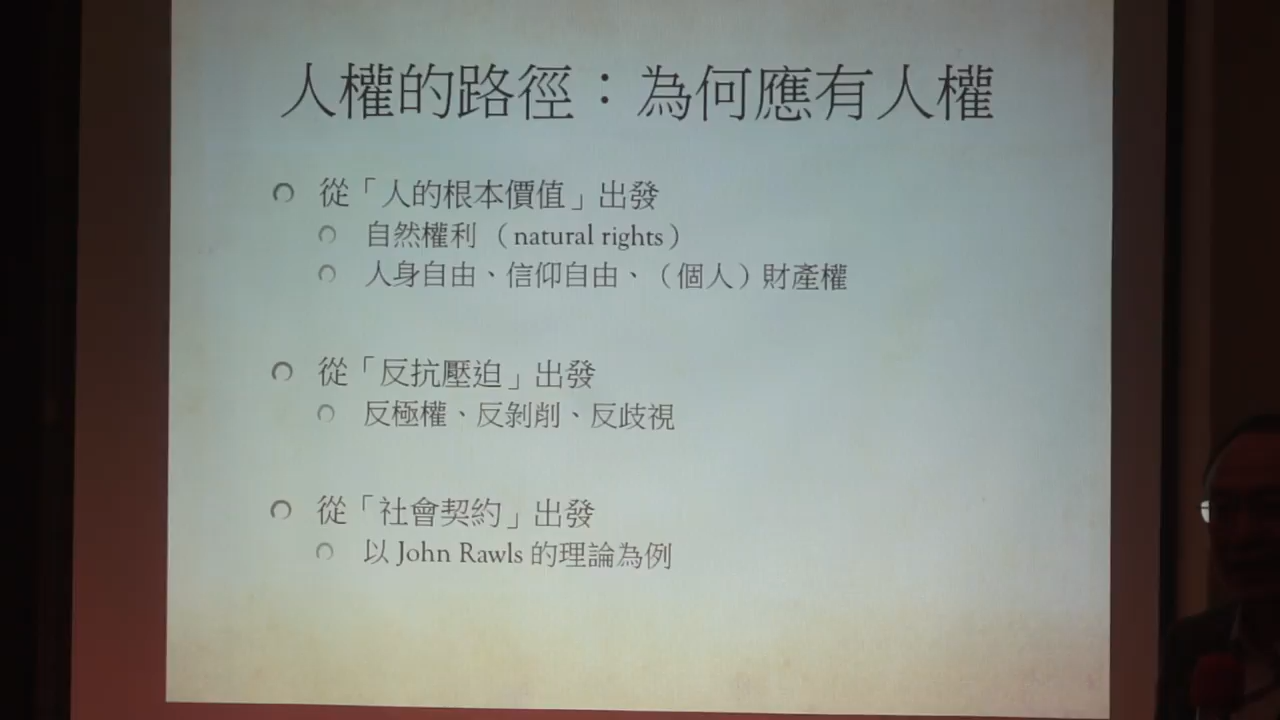 人權的路徑：為何應有人權
從「人的根本價值」出發
自然權利（natural rights）
人身自由、信仰自由、（個人）財產權
從「反抗壓迫」出發
反極權、反剝削、反歧視
從「社會契約」出發
以 John Rawls 的理論為例